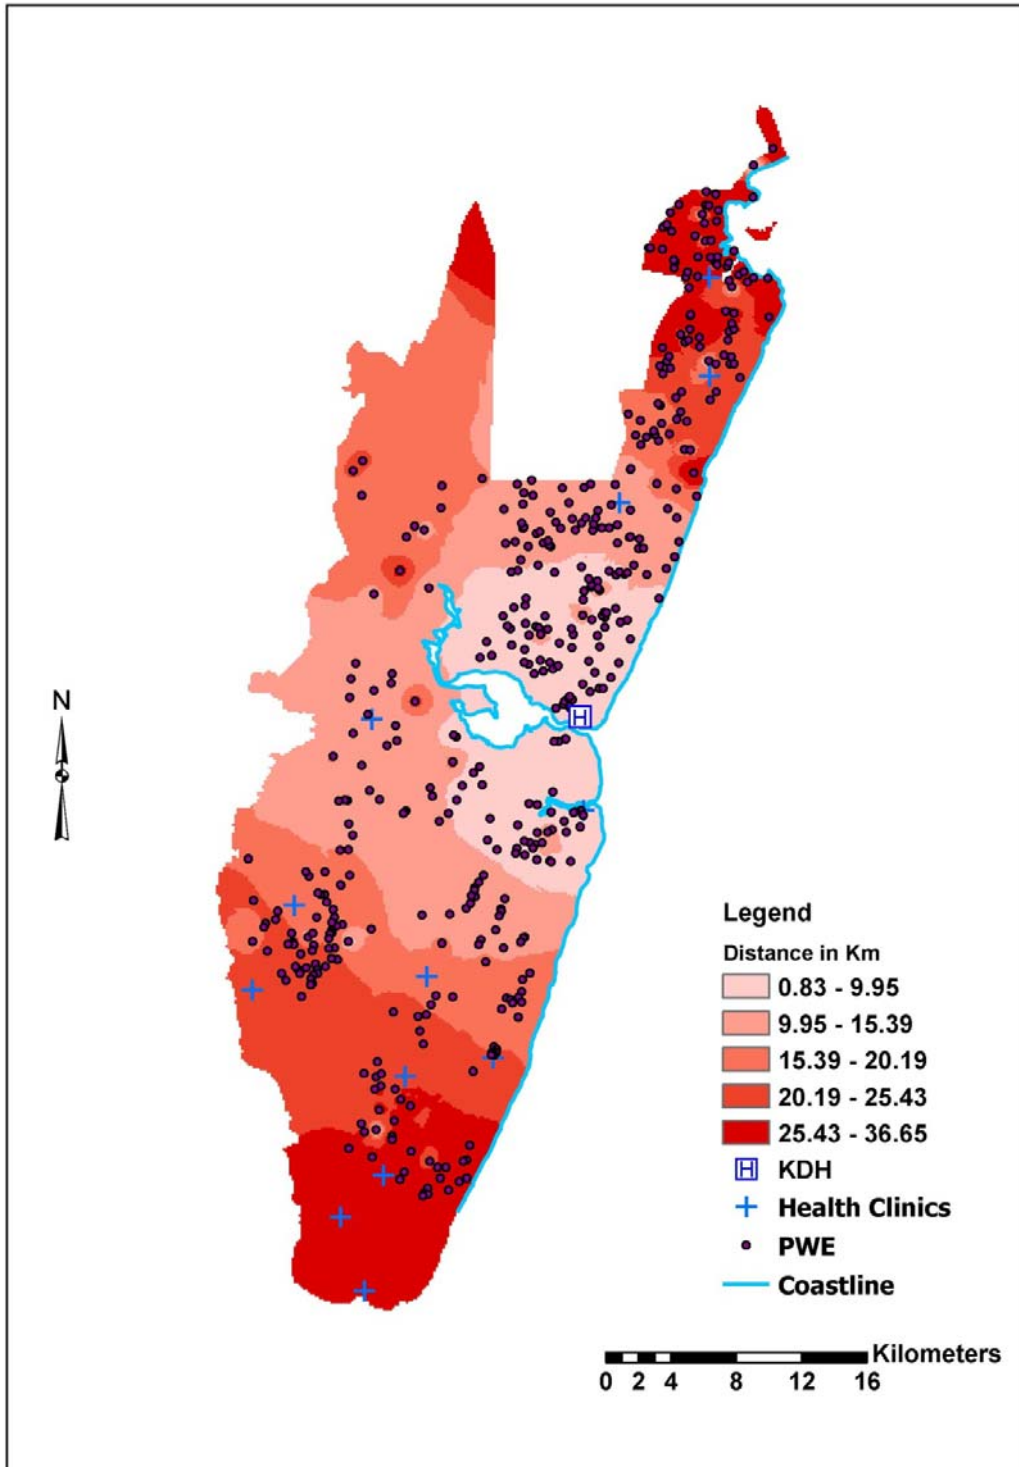 N
Legend
Distance in Km
0.83 - 9.95
9.95 - 15.39
15.39 - 20.19
20.19 - 25.43
25.43 - 36.65
H KDH
Health Clinics
PWE
Coastline
H
Kilometers
0 2 4 8 12 16